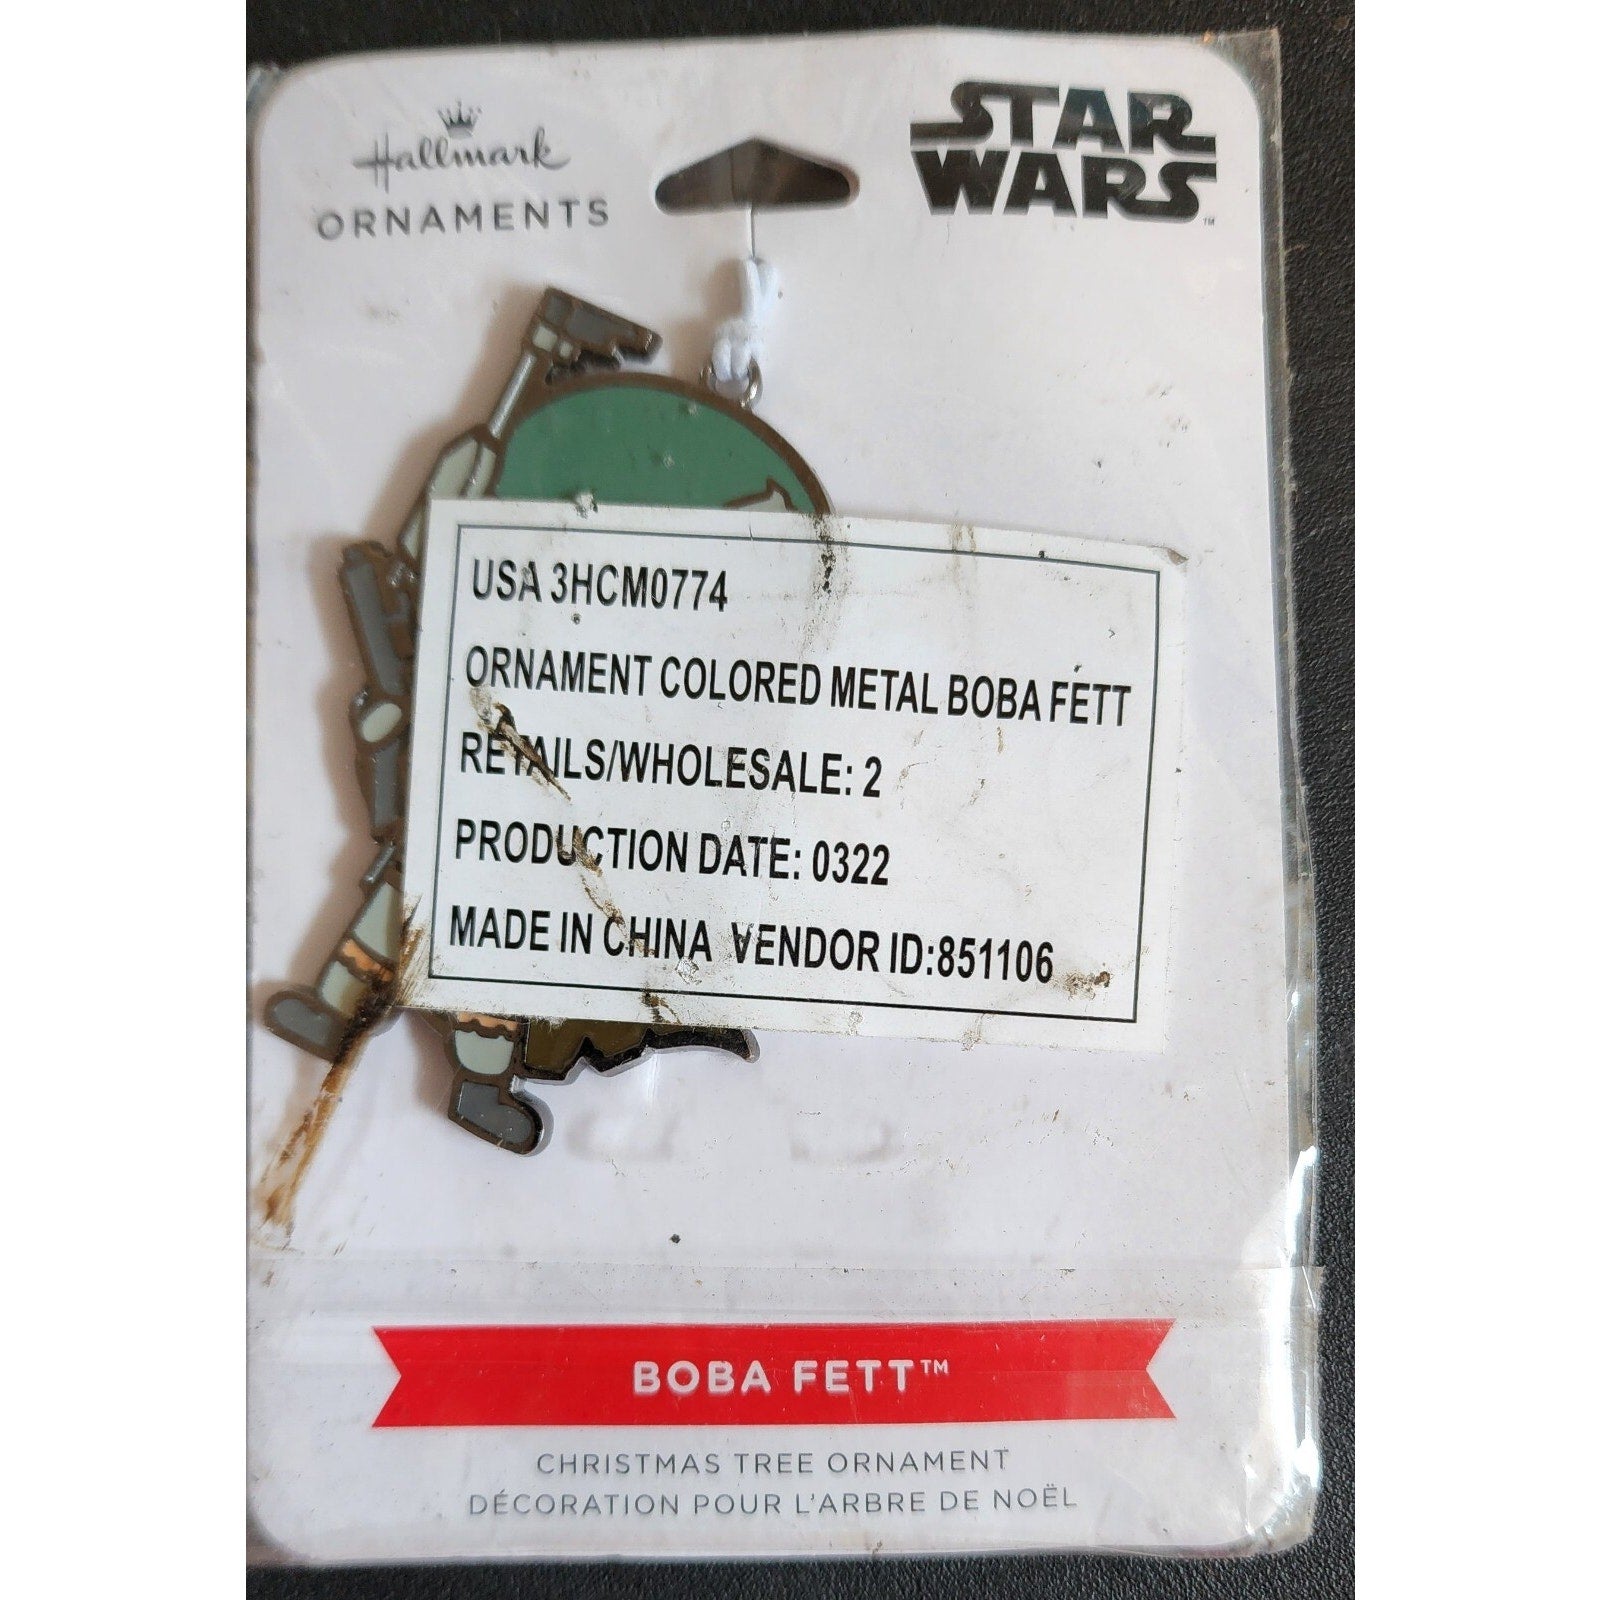 Hallmark
ORNAMENTS
STAR
WARS™
USA 3HCM0774
ORNAMENT COLORED METAL BOBA FETT
RETAILS/WHOLESALE: 2
PRODUCTION DATE: 0322
MADE IN CHINA VENDOR ID:851106
BOBA FETT™
CHRISTMAS TREE ORNAMENT
DÉCORATION POUR L'ARBRE DE NOËL